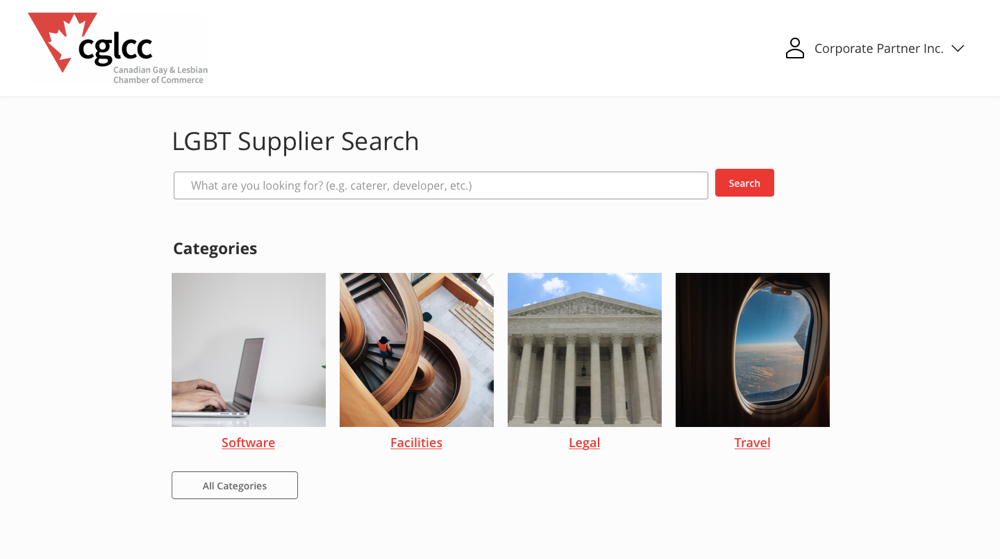 cglcc
Canadian Gay & Lesbian
Chamber of Commerce
Corporate Partner Inc.
LGBT Supplier Search
What are you looking for? (e.g. caterer, developer, etc.)
Search
Categories
Software
Facilities
Legal
Travel
All Categories